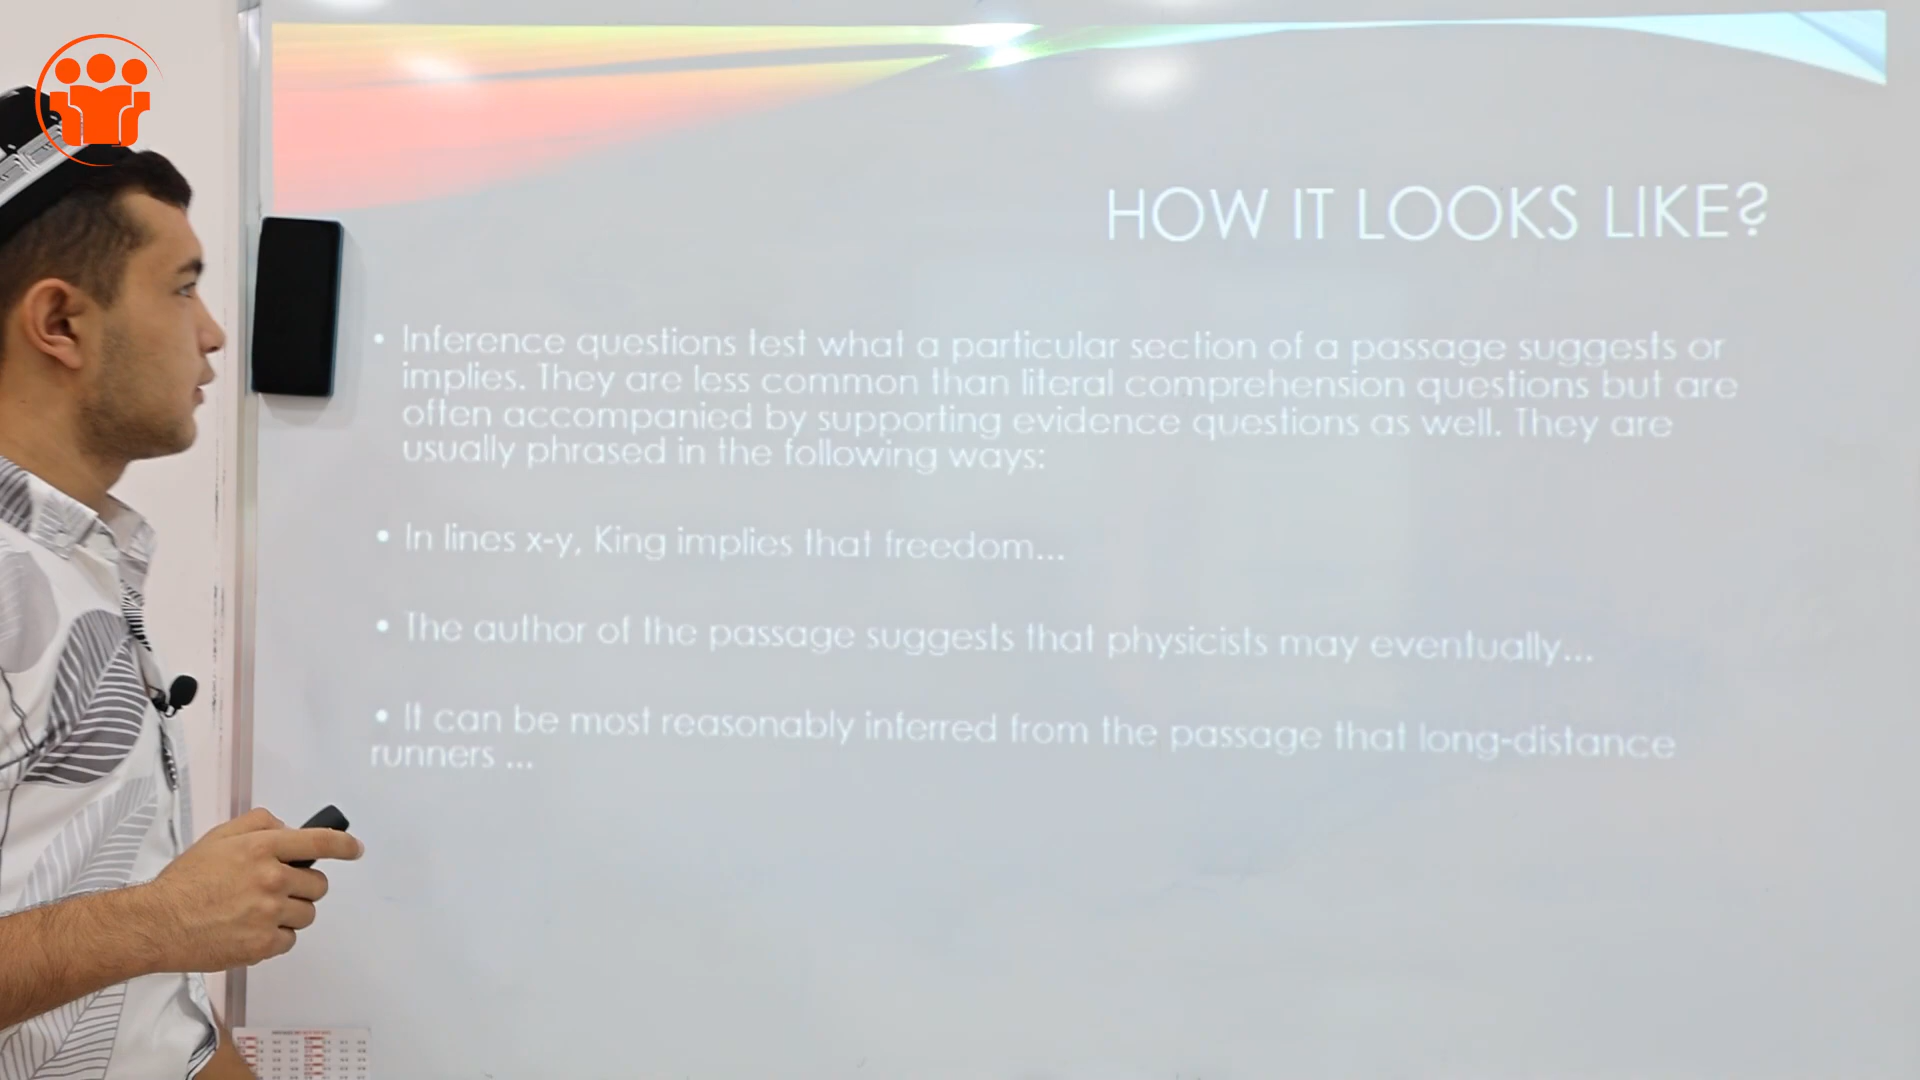 HOW IT LOOKS LIKE?
• Inference questions test what a particular section of a passage suggests or
implies. They are less common than literal comprehension questions but are
often accompanied by supporting evidence questions as well. They are
usually phrased in the following ways:
• In lines x-y, King implies that freedom...
• The author of the passage suggests that physicists may eventually...
• It can be most reasonably inferred from the passage that long-distance
runners ...